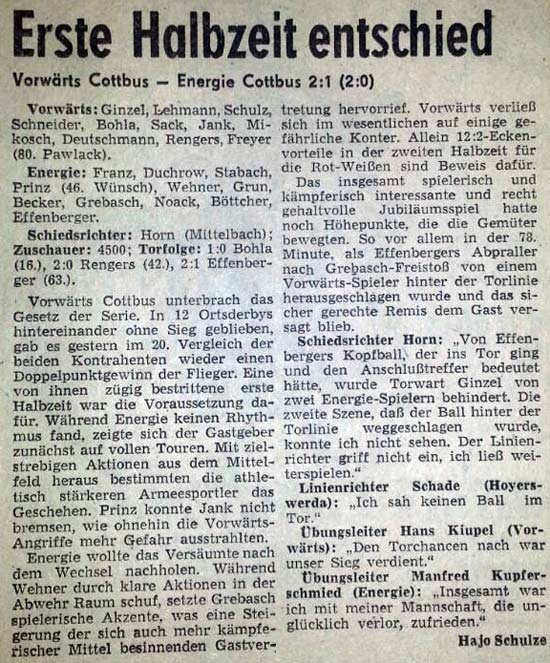 Erste Halbzeit entschied
Vorwärts Cottbus — Energie Cottbus 2:1 (2:0)
Vorwärts: Ginzel, Lehmann, Schulz,
Schneider, Bohla, Sack, Jank, Mi-
kosch, Deutschmann, Rengers, Freyer
(80. Pawlack).
Energie: Franz, Duchrow, Stabach,
Prinz (46. Wünsch), Wehner, Grun,
Becker, Grebasch, Noack, Böttcher,
Effenberger.
Schiedsrichter: Horn (Mittelbach);
Zuschauer: 4500; Torfolge: 1:0 Bohla
(16.), 2:0 Rengers (42.), 2:1 Effenber-
ger (63.).
Vorwärts Cottbus unterbrach das
Gesetz der Serie. In 12 Ortsderbys
hintereinander ohne Sieg geblieben,
gab es gestern im 20. Vergleich der
beiden Kontrahenten wieder einen
Doppelpunktgewinn der Flieger. Eine
von ihnen zügig bestrittene erste
Halbzeit war die Voraussetzung da-
für. Während Energie keinen Rhyth-
mus fand, zeigte sich der Gastgeber
zunächst auf vollen Touren. Mit ziel-
strebigen Aktionen aus dem Mittel-
feld heraus bestimmten die athle-
tisch stärkeren Armeesportler das
Geschehen. Prinz konnte Jank nicht
bremsen, wie ohnehin die Vorwärts-
Angriffe mehr Gefahr ausstrahlten.
Energie wollte das Versäumte nach
dem Wechsel nachholen. Während
Wehner durch klare Aktionen in der
Abwehr Raum schuf, setzte Grebasch
spielerische Akzente, was eine Stei-
gerung der sich auch mehr kämpfe-
rischer Mittel besinnenden Gastver-
tretung hervorrief. Vorwärts verließ
sich im wesentlichen auf einige ge-
fährliche Konter. Allein 12:2-Ecken-
vorteile in der zweiten Halbzeit für
die Rot-Weißen sind Beweis dafür.
Das insgesamt spielerisch und
kämpferisch interessante und recht
gehaltvolle Jubiläumsspiel hatte
noch Höhepunkte, die die Gemüter
bewegten. So vor allem in der 78.
Minute, als Effenbergers Abpraller
nach Grebasch-Freistoß von einem
Vorwärts-Spieler hinter der Torlinie
herausgeschlagen wurde und das si-
cher gerechte Remis dem Gast ver-
sagt blieb.
Schiedsrichter Horn: „Von Effen-
bergers Kopfball, der ins Tor ging
und den Anschlußtreffer bedeutet
hätte, wurde Torwart Ginzel von
zwei Energie-Spielern behindert. Die
zweite Szene, daß der Ball hinter der
Torlinie weggeschlagen wurde,
konnte ich nicht sehen. Der Linien-
richter griff nicht ein, ich ließ wei-
terspielen.“
Linienrichter Schade (Hoyers-
werda): „Ich sah keinen Ball im
Tor.“
Übungsleiter Hans Kiupel (Vor-
wärts): „Den Torchancen nach war
unser Sieg verdient.“
Übungsleiter Manfred Kupfer-
schmied (Energie): „Insgesamt war
ich mit meiner Mannschaft, die un-
glücklich verlor, zufrieden.“
Hajo Schulze